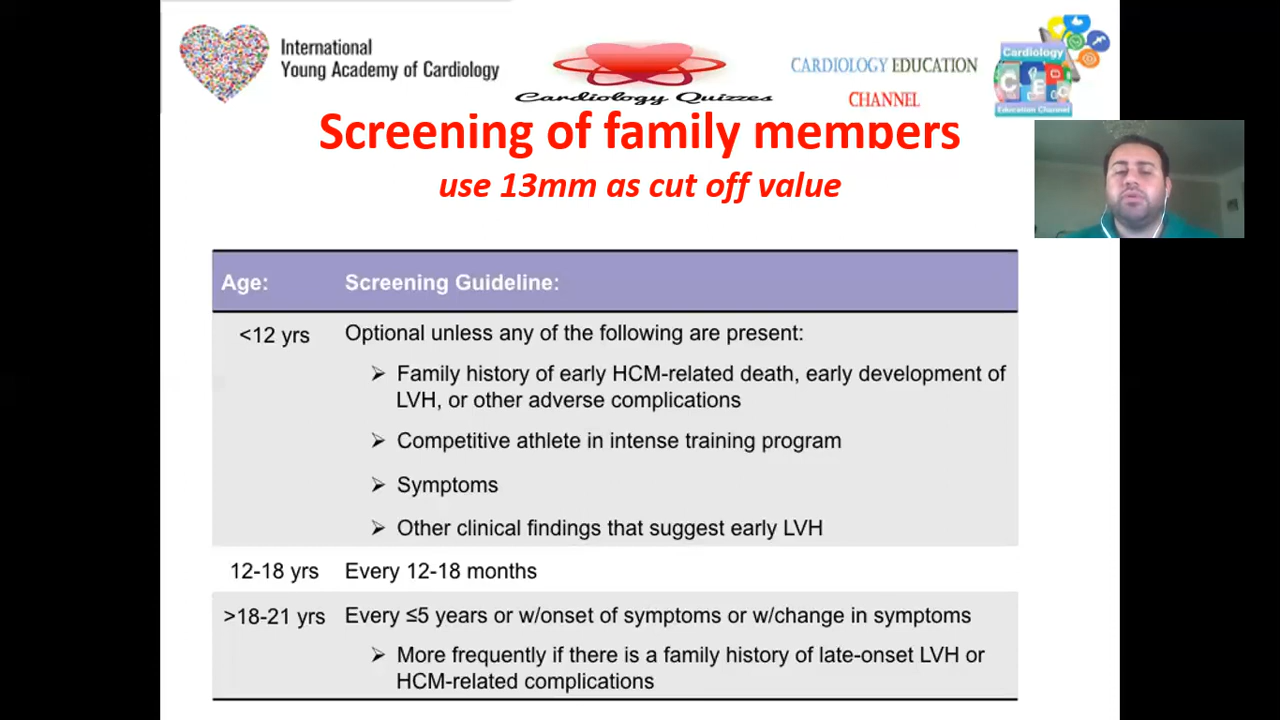 International
Young Academy of Cardiology
Cardiology Quizzes
CARDIOLOGY EDUCATION
CHANNEL
Cardiology
C E C
Education Channel
Screening of family members
use 13mm as cut off value
Age: Screening Guideline:
<12 yrs Optional unless any of the following are present:
➢ Family history of early HCM-related death, early development of
LVH, or other adverse complications
➢ Competitive athlete in intense training program
➢ Symptoms
➢ Other clinical findings that suggest early LVH
12-18 yrs Every 12-18 months
>18-21 yrs Every ≤5 years or w/onset of symptoms or w/change in symptoms
➢ More frequently if there is a family history of late-onset LVH or
HCM-related complications